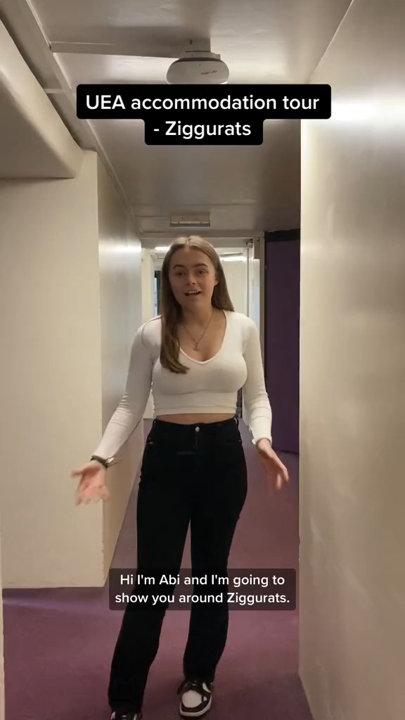 UEA accommodation tour
- Ziggurats
Hi I'm Abi and I'm going to
show you around Ziggurats.